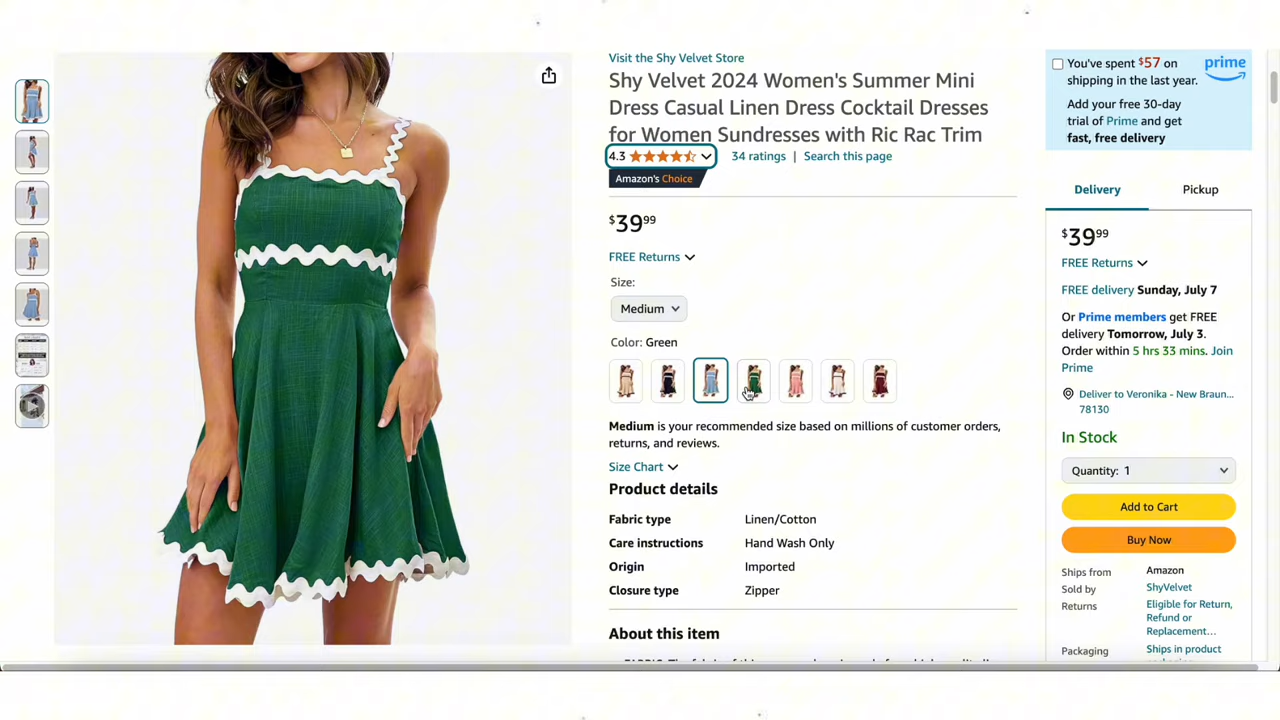 Visit the Shy Velvet Store
Shy Velvet 2024 Women's Summer Mini
Dress Casual Linen Dress Cocktail Dresses
for Women Sundresses with Ric Rac Trim
4.3
34 ratings | Search this page
Amazon's Choice
$39 99
FREE Returns
Size:
Medium
Color: Green
Medium is your recommended size based on millions of customer orders,
returns, and reviews.
Size Chart
Product details
Fabric type Linen/Cotton
Care instructions Hand Wash Only
Origin Imported
Closure type Zipper
About this item
You've spent $57 on
shipping in the last year.
prime
Add your free 30-day
trial of Prime and get
fast, free delivery
Delivery Pickup
$39 99
FREE Returns
FREE delivery Sunday, July 7
Or Prime members get FREE
delivery Tomorrow, July 3.
Order within 5 hrs 33 mins. Join
Prime
Deliver to Veronika - New Braun...
78130
In Stock
Quantity: 1
Add to Cart
Buy Now
Ships from Amazon
Sold by ShyVelvet
Returns Eligible for Return,
Refund or
Replacement...
Packaging Ships in product